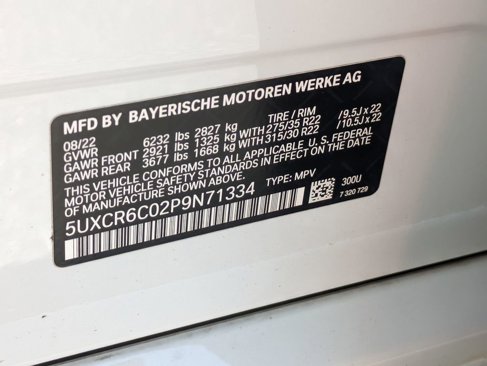 MFD BY BAYERISCHE MOTOREN WERKE AG
08/22 TIRE / RIM
GVWR 6232 lbs 2827 kg
GAWR FRONT 2921 lbs 1325 kg WITH 275/35 R22 / 9.5J x 22
GAWR REAR 3677 lbs 1668 kg WITH 315/30 R22 / 10.5J x 22
THIS VEHICLE CONFORMS TO ALL APPLICABLE U.S. FEDERAL
MOTOR VEHICLE SAFETY STANDARDS IN EFFECT ON THE DATE
OF MANUFACTURE SHOWN ABOVE.
5UXCR6C02P9N71334 TYPE: MPV
300U
7 320 729